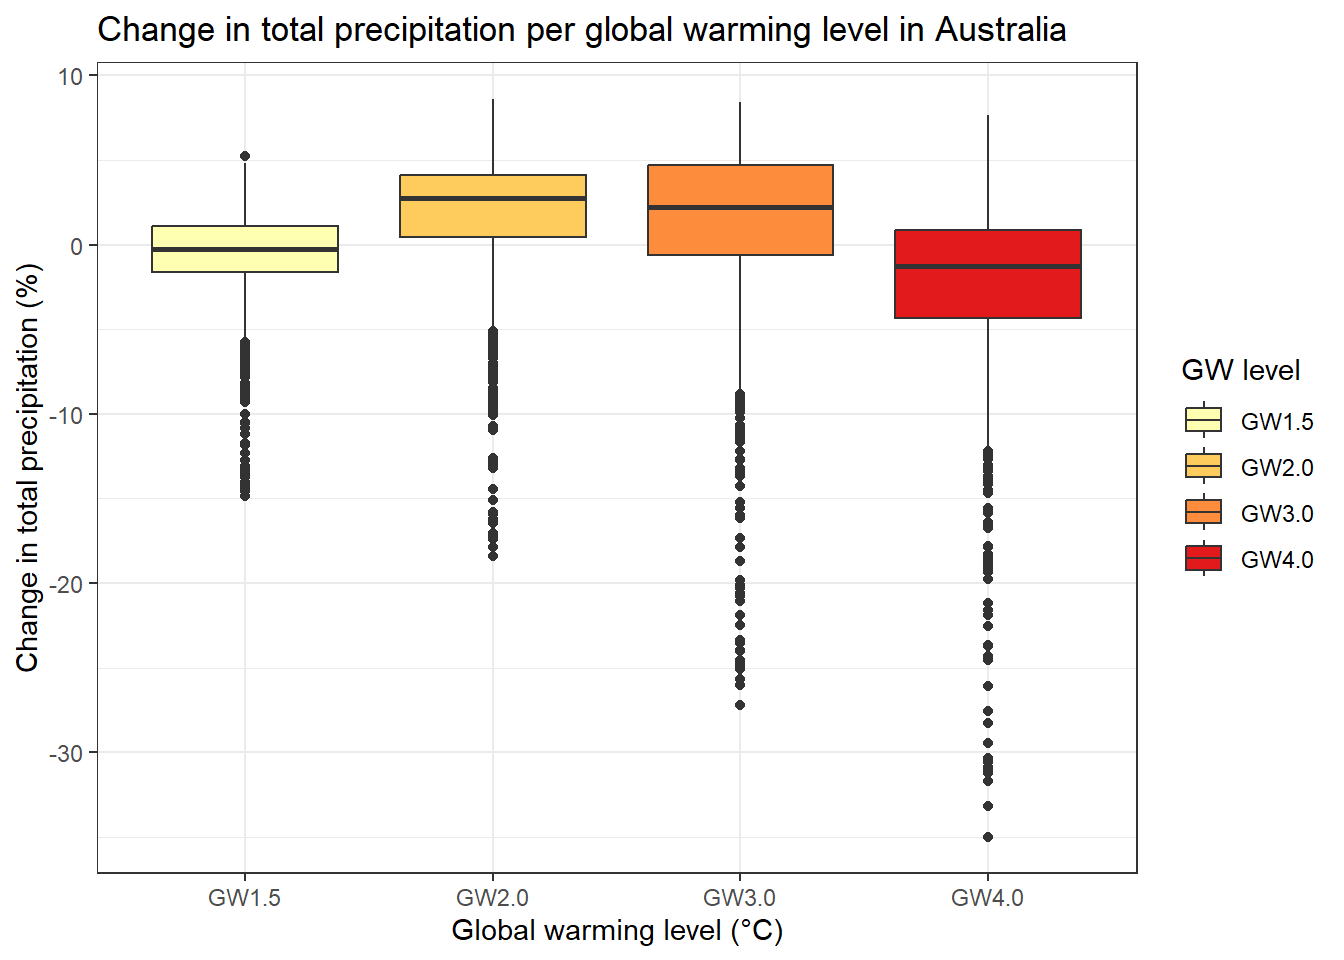 Change in total precipitation per global warming level in Australia
10
0
-10
-20
-30
Change in total precipitation (%)
GW1.5
GW2.0
GW3.0
GW4.0
Global warming level (°C)
GW level
GW1.5
GW2.0
GW3.0
GW4.0